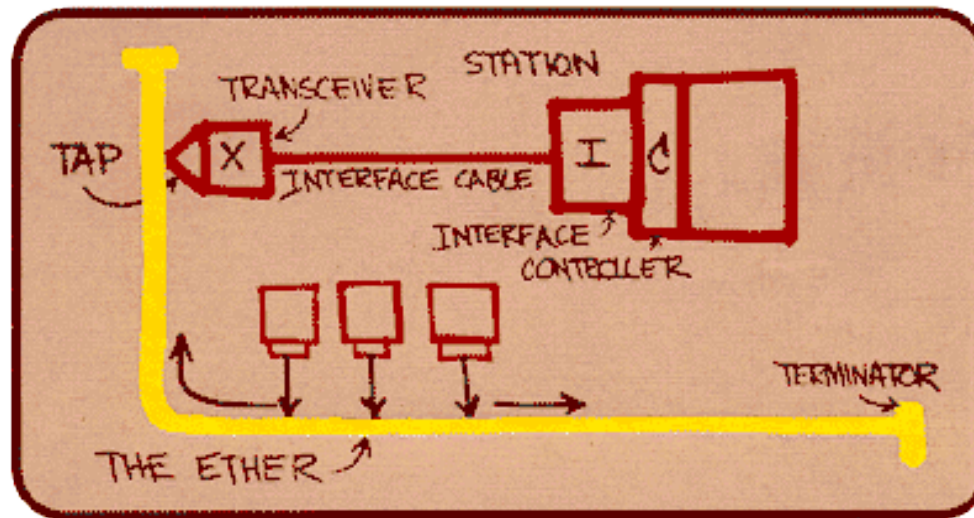 STATION
TRANSCEIVER
TAP
X
I
C
INTERFACE CABLE
INTERFACE
CONTROLLER
TERMINATOR
THE ETHER